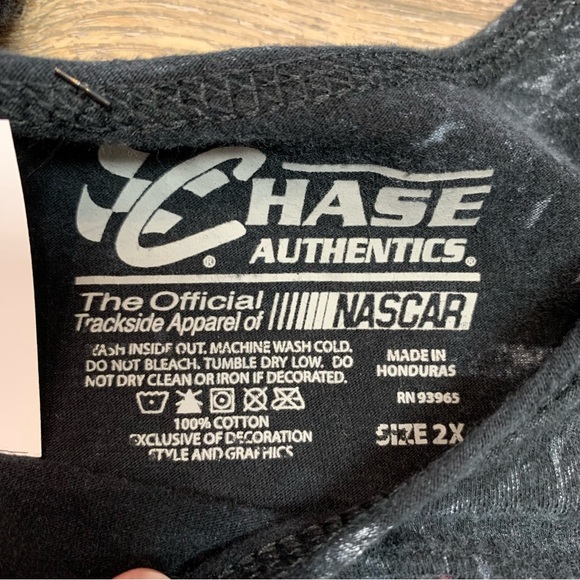 CHASE
AUTHENTICS®
The Official
Trackside Apparel of NASCAR
WASH INSIDE OUT. MACHINE WASH COLD.
DO NOT BLEACH. TUMBLE DRY LOW. DO
NOT DRY CLEAN OR IRON IF DECORATED.
100% COTTON
EXCLUSIVE OF DECORATION
STYLE AND GRAPHICS
MADE IN
HONDURAS
RN 93965
SIZE 2X